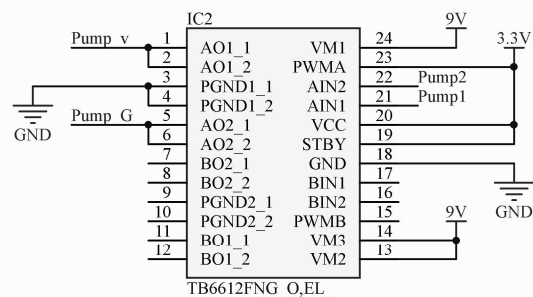 IC2
Pump_v 1 AO1_1 VM1 24 9V
2 AO1_2 PWMA 23 3.3V
3 PGND1_1 AIN2 22 Pump2
4 PGND1_2 AIN1 21 Pump1
GND
Pump_G 5 AO2_1 VCC 20
6 AO2_2 STBY 19
7 BO2_1 GND 18
8 BO2_2 BIN1 17
9 PGND2_1 BIN2 16
GND
10 PGND2_2 PWMB 15 9V
11 BO1_1 VM3 14
12 BO1_2 VM2 13
TB6612FNG_O,EL